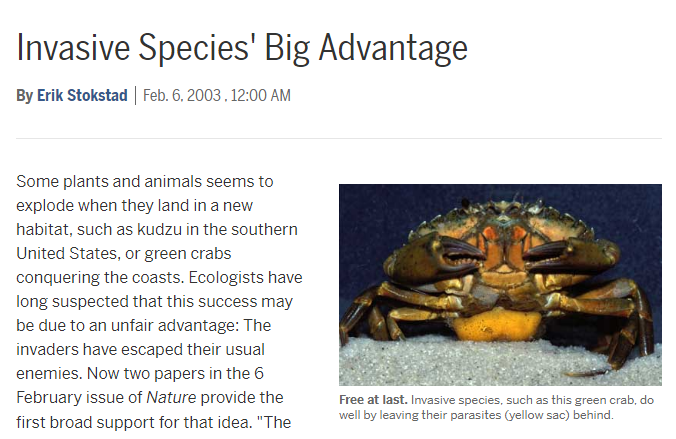 Invasive Species' Big Advantage
By Erik Stokstad | Feb. 6, 2003 , 12:00 AM
Some plants and animals seems to
explode when they land in a new
habitat, such as kudzu in the southern
United States, or green crabs
conquering the coasts. Ecologists have
long suspected that this success may
be due to an unfair advantage: The
invaders have escaped their usual
enemies. Now two papers in the 6
February issue of Nature provide the
first broad support for that idea. "The
Free at last. Invasive species, such as this green crab, do
well by leaving their parasites (yellow sac) behind.